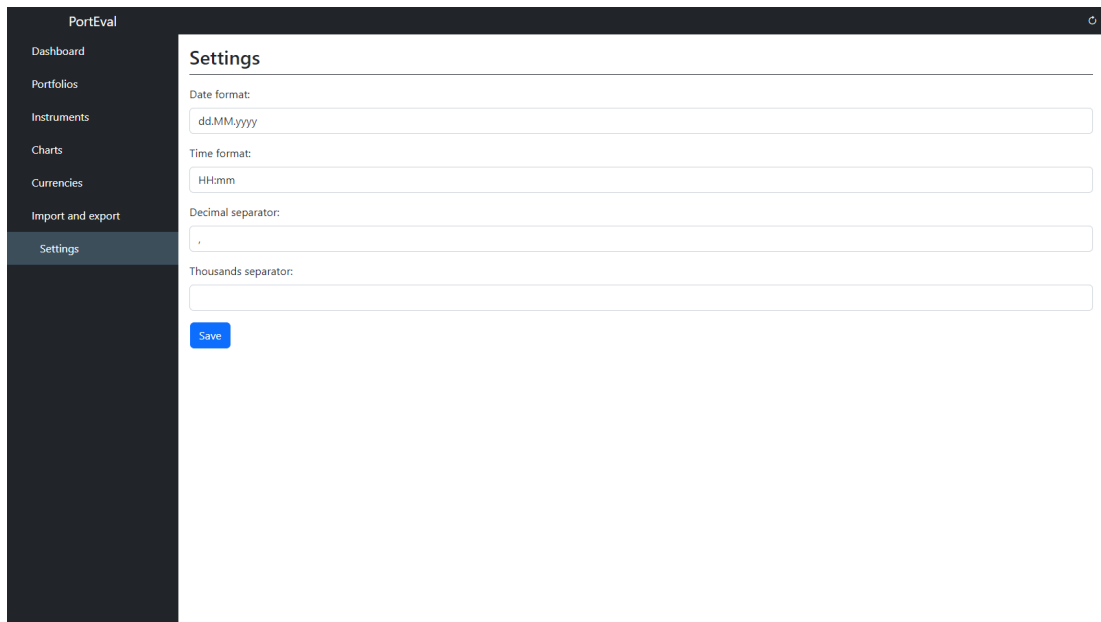 PortEval
Dashboard
Portfolios
Instruments
Charts
Currencies
Import and export
Settings
Settings
Date format:
dd.MM.yyyy
Time format:
HH:mm
Decimal separator:
,
Thousands separator:
Save